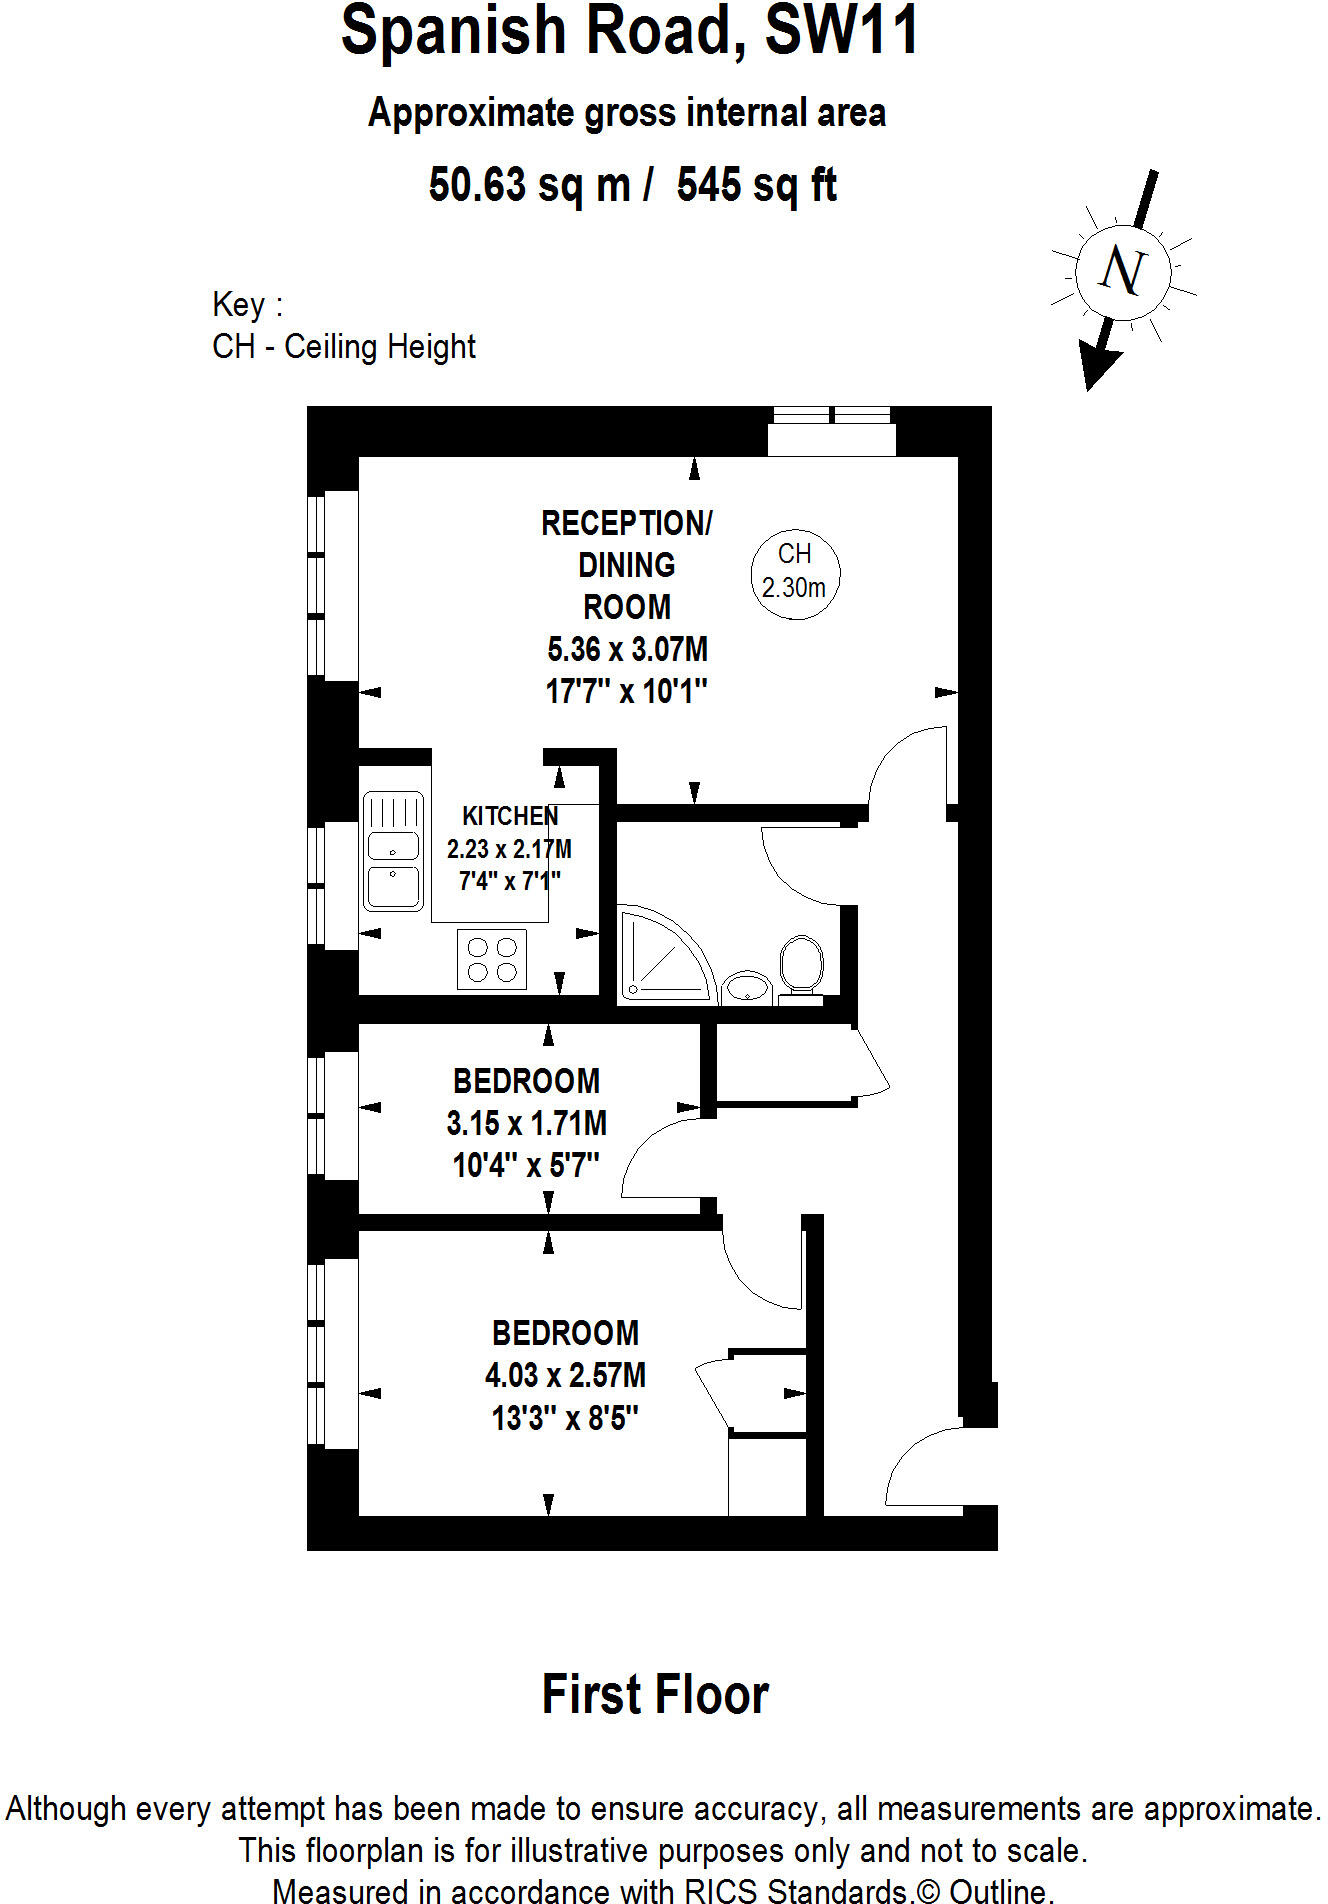 Spanish Road, SW11
Approximate gross internal area
50.63 sq m / 545 sq ft
N
Key :
CH - Ceiling Height
RECEPTION/
DINING
ROOM
5.36 x 3.07M
17'7" x 10'1"
CH
2.30m
KITCHEN
2.23 x 2.17M
7'4" x 7'1"
BEDROOM
3.15 x 1.71M
10'4" x 5'7"
BEDROOM
4.03 x 2.57M
13'3" x 8'5"
First Floor
Although every attempt has been made to ensure accuracy, all measurements are approximate.
This floorplan is for illustrative purposes only and not to scale.
Measured in accordance with RICS Standards.© Outline.